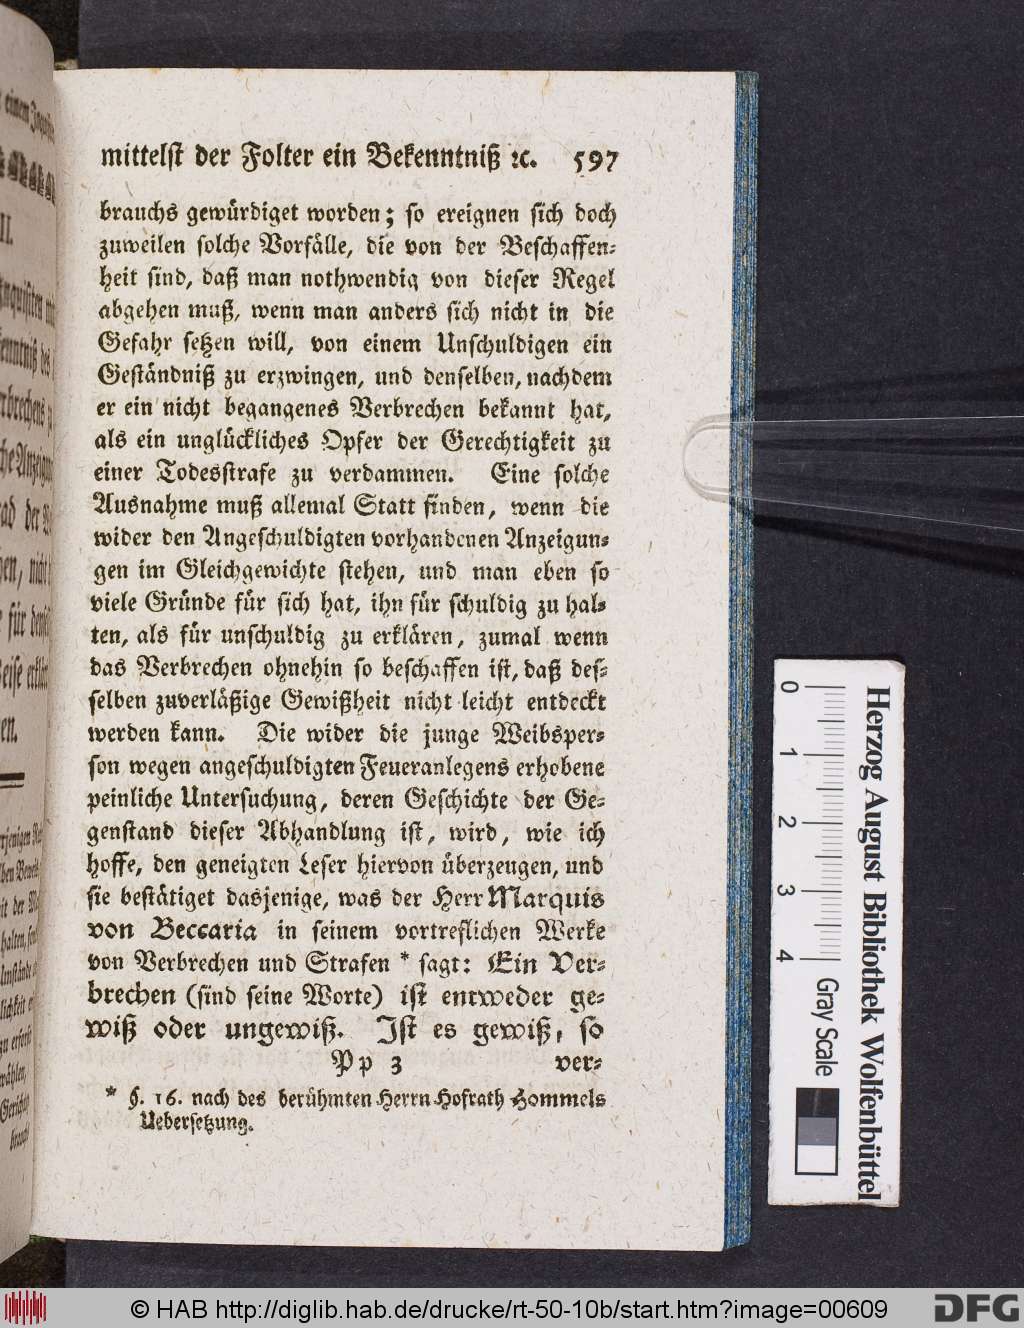 mittelſt der Folter ein Bekenntniß ꝛc. 597
brauchs gewürdiget worden; ſo ereignen ſich doch
zuweilen ſolche Vorfälle, die von der Beſchaffen-
heit ſind, daß man nothwendig von dieſer Regel
abgehen muß, wenn man anders ſich nicht in die
Gefahr ſetzen will, von einem Unſchuldigen ein
Geſtändniß zu erzwingen, und denſelben, nachdem
er ein nicht begangenes Verbrechen bekannt hat,
als ein unglückliches Opfer der Gerechtigkeit zu
einer Todesſtrafe zu verdammen. Eine ſolche
Ausnahme muß allemal Statt finden, wenn die
wider den Angeſchuldigten vorhandenen Anzeigun-
gen im Gleichgewichte ſtehen, und man eben ſo
viele Gründe für ſich hat, ihn für ſchuldig zu hal-
ten, als für unſchuldig zu erklären, zumal wenn
das Verbrechen ohnehin ſo beſchaffen iſt, daß deſ-
ſelben zuverläßige Gewißheit nicht leicht entdeckt
werden kann. Die wider die junge Weibsper-
ſon wegen angeſchuldigten Feueranlegens erhobene
peinliche Unterſuchung, deren Geſchichte der Ge-
genſtand dieſer Abhandlung iſt, wird, wie ich
hoffe, den geneigten Leſer hiervon überzeugen, und
ſie beſtätiget dasjenige, was der Herr Marquis
von Beccaria in ſeinem vortreflichen Werke
von Verbrechen und Strafen * ſagt: Ein Ver-
brechen (ſind ſeine Worte) iſt entweder ge-
wiß oder ungewiß. Iſt es gewiß, ſo
Pp 3 ver-
* §. 16. nach des berühmten Herrn Hofrath Hommels
Ueberſetzung.
0 1 2 3 4 Gray Scale
Herzog August Bibliothek Wolfenbüttel
© HAB http://diglib.hab.de/drucke/rt-50-10b/start.htm?image=00609
DFG